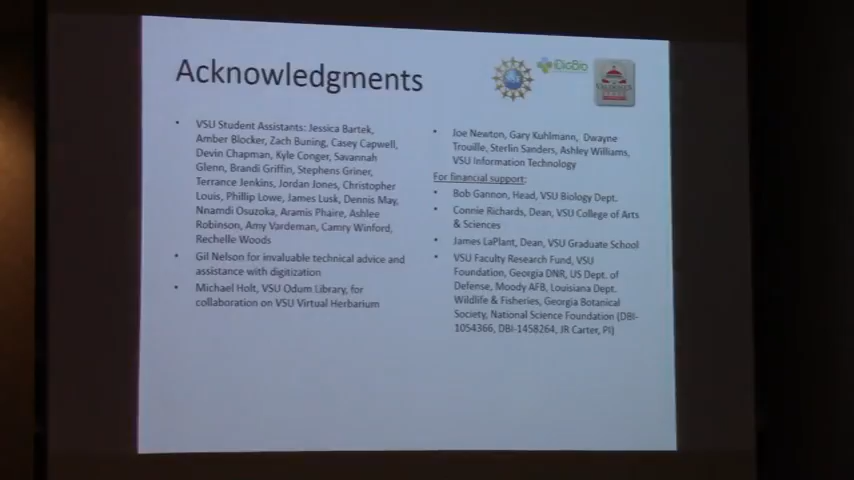 Acknowledgments
iDigBio
• VSU Student Assistants: Jessica Bartek,
Amber Blocker, Zach Buning, Casey Capwell,
Devin Chapman, Kyle Conger, Savannah
Glenn, Brandi Griffin, Stephens Griner,
Terrance Jenkins, Jordan Jones, Christopher
Louis, Phillip Lowe, James Lusk, Dennis May,
Nnamdi Osuzoka, Aramis Phaire, Ashlee
Robinson, Amy Vardeman, Camry Winford,
Rechelle Woods
• Gil Nelson for invaluable technical advice and
assistance with digitization
• Michael Holt, VSU Odum Library, for
collaboration on VSU Virtual Herbarium
• Joe Newton, Gary Kuhlmann, Dwayne
Trouille, Sterlin Sanders, Ashley Williams,
VSU Information Technology
For financial support:
• Bob Gannon, Head, VSU Biology Dept.
• Connie Richards, Dean, VSU College of Arts
& Sciences
• James LaPlant, Dean, VSU Graduate School
• VSU Faculty Research Fund, VSU
Foundation, Georgia DNR, US Dept. of
Defense, Moody AFB, Louisiana Dept.
Wildlife & Fisheries, Georgia Botanical
Society, National Science Foundation (DBI-
1054366, DBI-1458264, JR Carter, PI)